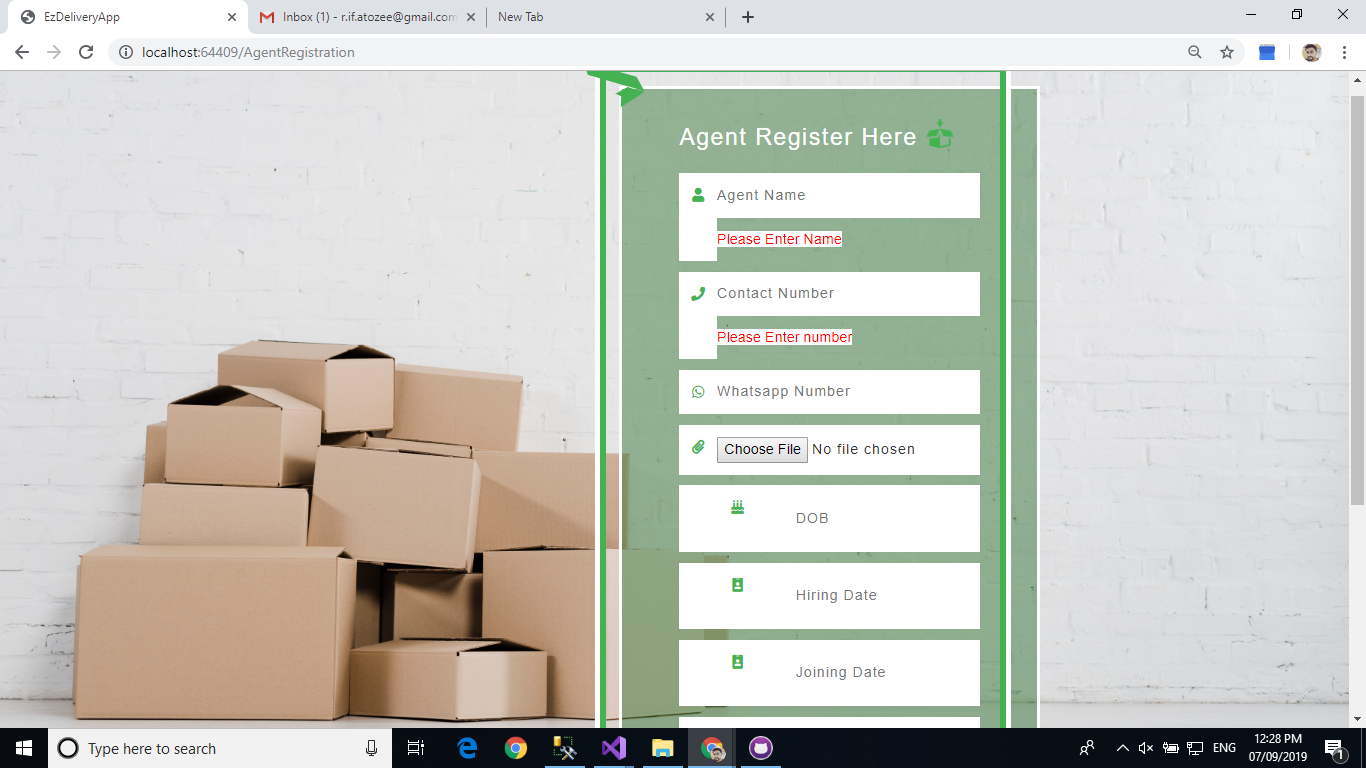 EzDeliveryApp
Inbox (1) - r.if.atozee@gmail.com
New Tab
localhost:64409/AgentRegistration
Agent Register Here
Agent Name
Please Enter Name
Contact Number
Please Enter number
Whatsapp Number
Choose File No file chosen
DOB
Hiring Date
Joining Date
Type here to search
ENG
12:28 PM
07/09/2019
1